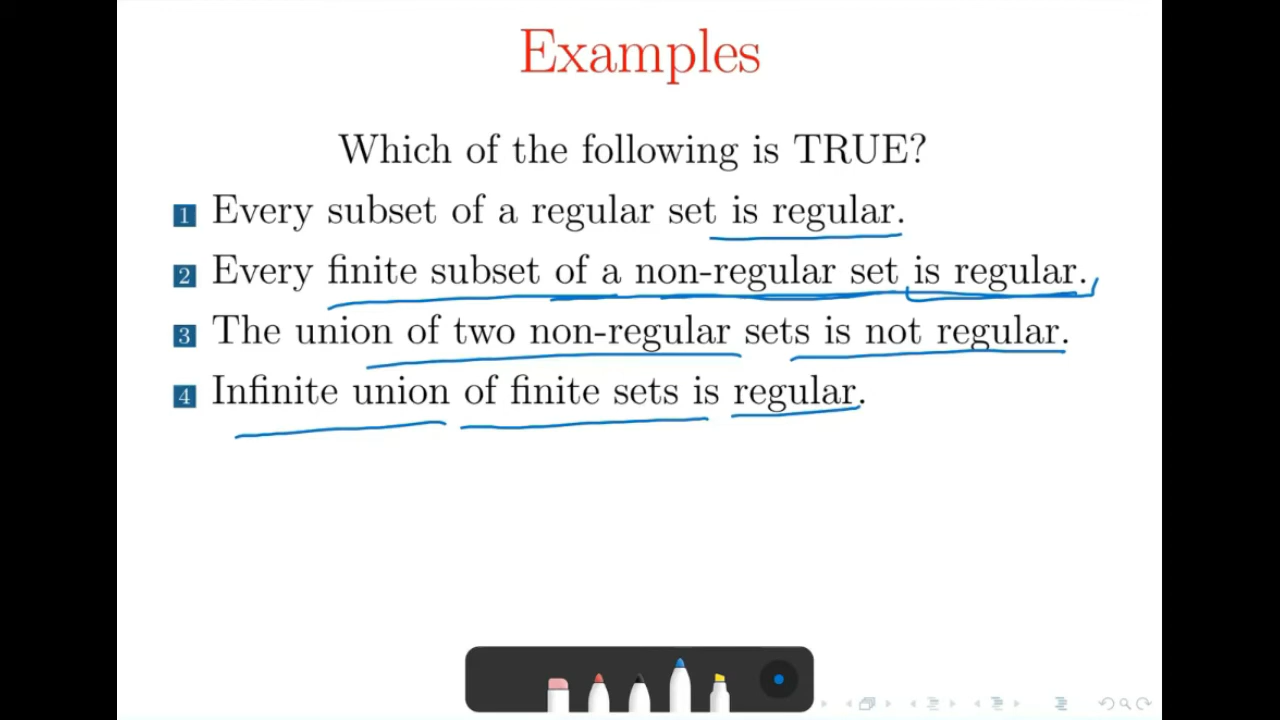 Examples
Which of the following is TRUE?
1 Every subset of a regular set is regular.
2 Every finite subset of a non-regular set is regular.
3 The union of two non-regular sets is not regular.
4 Infinite union of finite sets is regular.